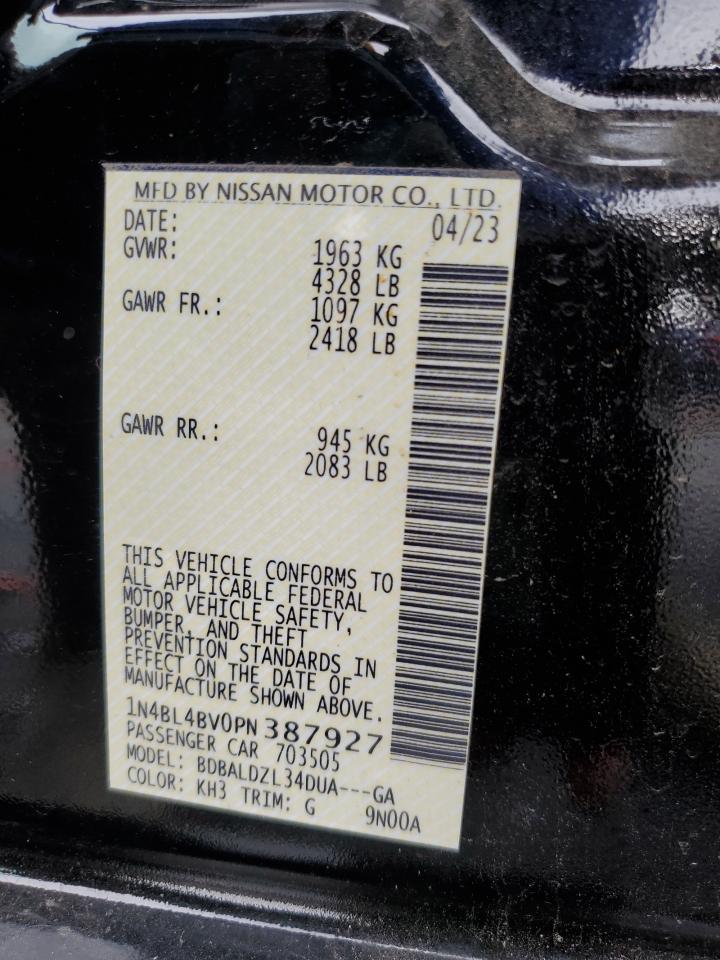 MFD BY NISSAN MOTOR CO., LTD.
DATE: 04/23
GVWR: 1963 KG
4328 LB
GAWR FR.: 1097 KG
2418 LB
GAWR RR.: 945 KG
2083 LB
THIS VEHICLE CONFORMS TO
ALL APPLICABLE FEDERAL
MOTOR VEHICLE SAFETY,
BUMPER, AND THEFT
PREVENTION STANDARDS IN
EFFECT ON THE DATE OF
MANUFACTURE SHOWN ABOVE.
1N4BL4BV0PN387927
PASSENGER CAR 703505
MODEL: BDBALDZL34DUA---GA
COLOR: KH3 TRIM: G 9N00A